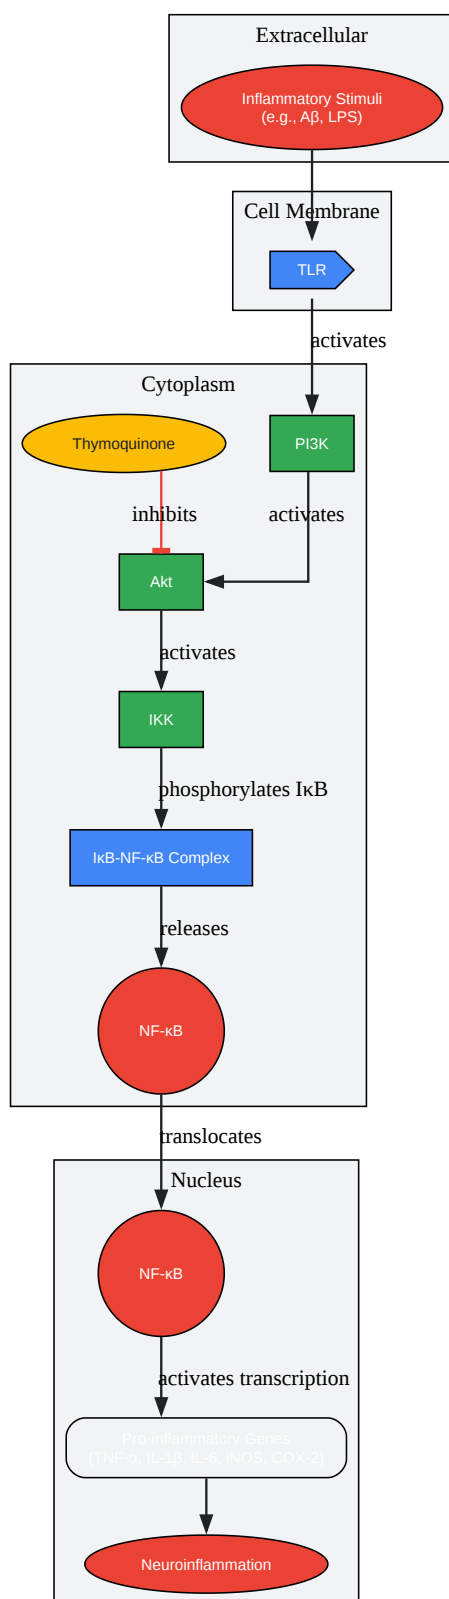 Extracellular
Inflammatory Stimuli
(e.g., Aβ, LPS)
Cell Membrane
TLR
activates
Cytoplasm
Thymoquinone
PI3K
inhibits
activates
Akt
activates
IKK
phosphorylates IκB
IκB-NF-κB Complex
releases
NF-κB
translocates
Nucleus
NF-κB
activates transcription
Pro-inflammatory Genes
(TNF-α, IL-1β, IL-6, iNOS, COX-2)
Neuroinflammation